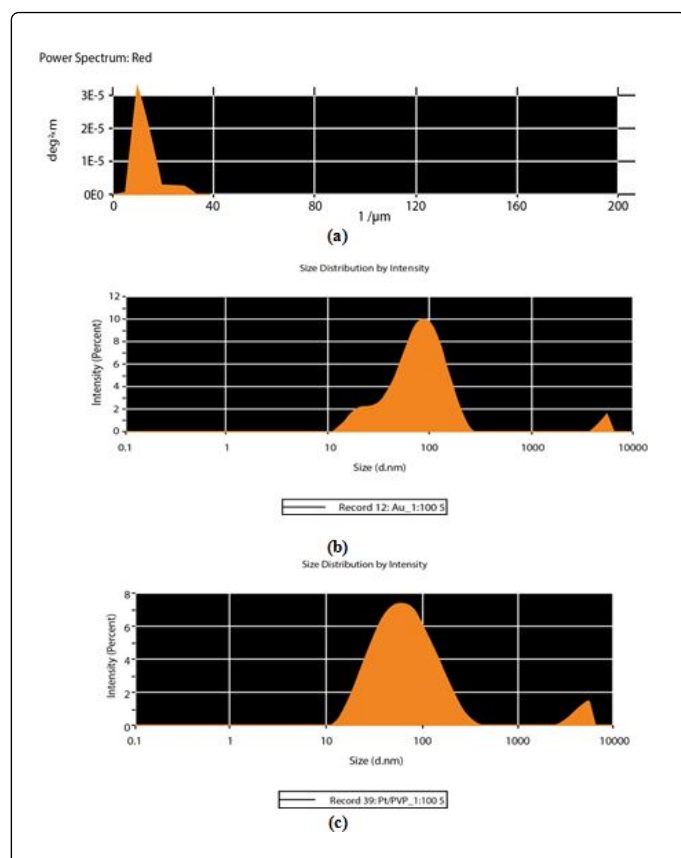 Power Spectrum: Red
deg²·m
3E-5
2E-5
1E-5
0E0
0 40 80 120 160 200
1 /µm
(a)
Size Distribution by Intensity
Intensity (Percent)
12
10
8
6
4
2
0
0.1 1 10 100 1000 10000
Size (d.nm)
Record 12: Au_1:100 S
(b)
Size Distribution by Intensity
Intensity (Percent)
8
6
4
2
0
0.1 1 10 100 1000 10000
Size (d.nm)
Record 39: Pt/PVP_1:100 S
(c)